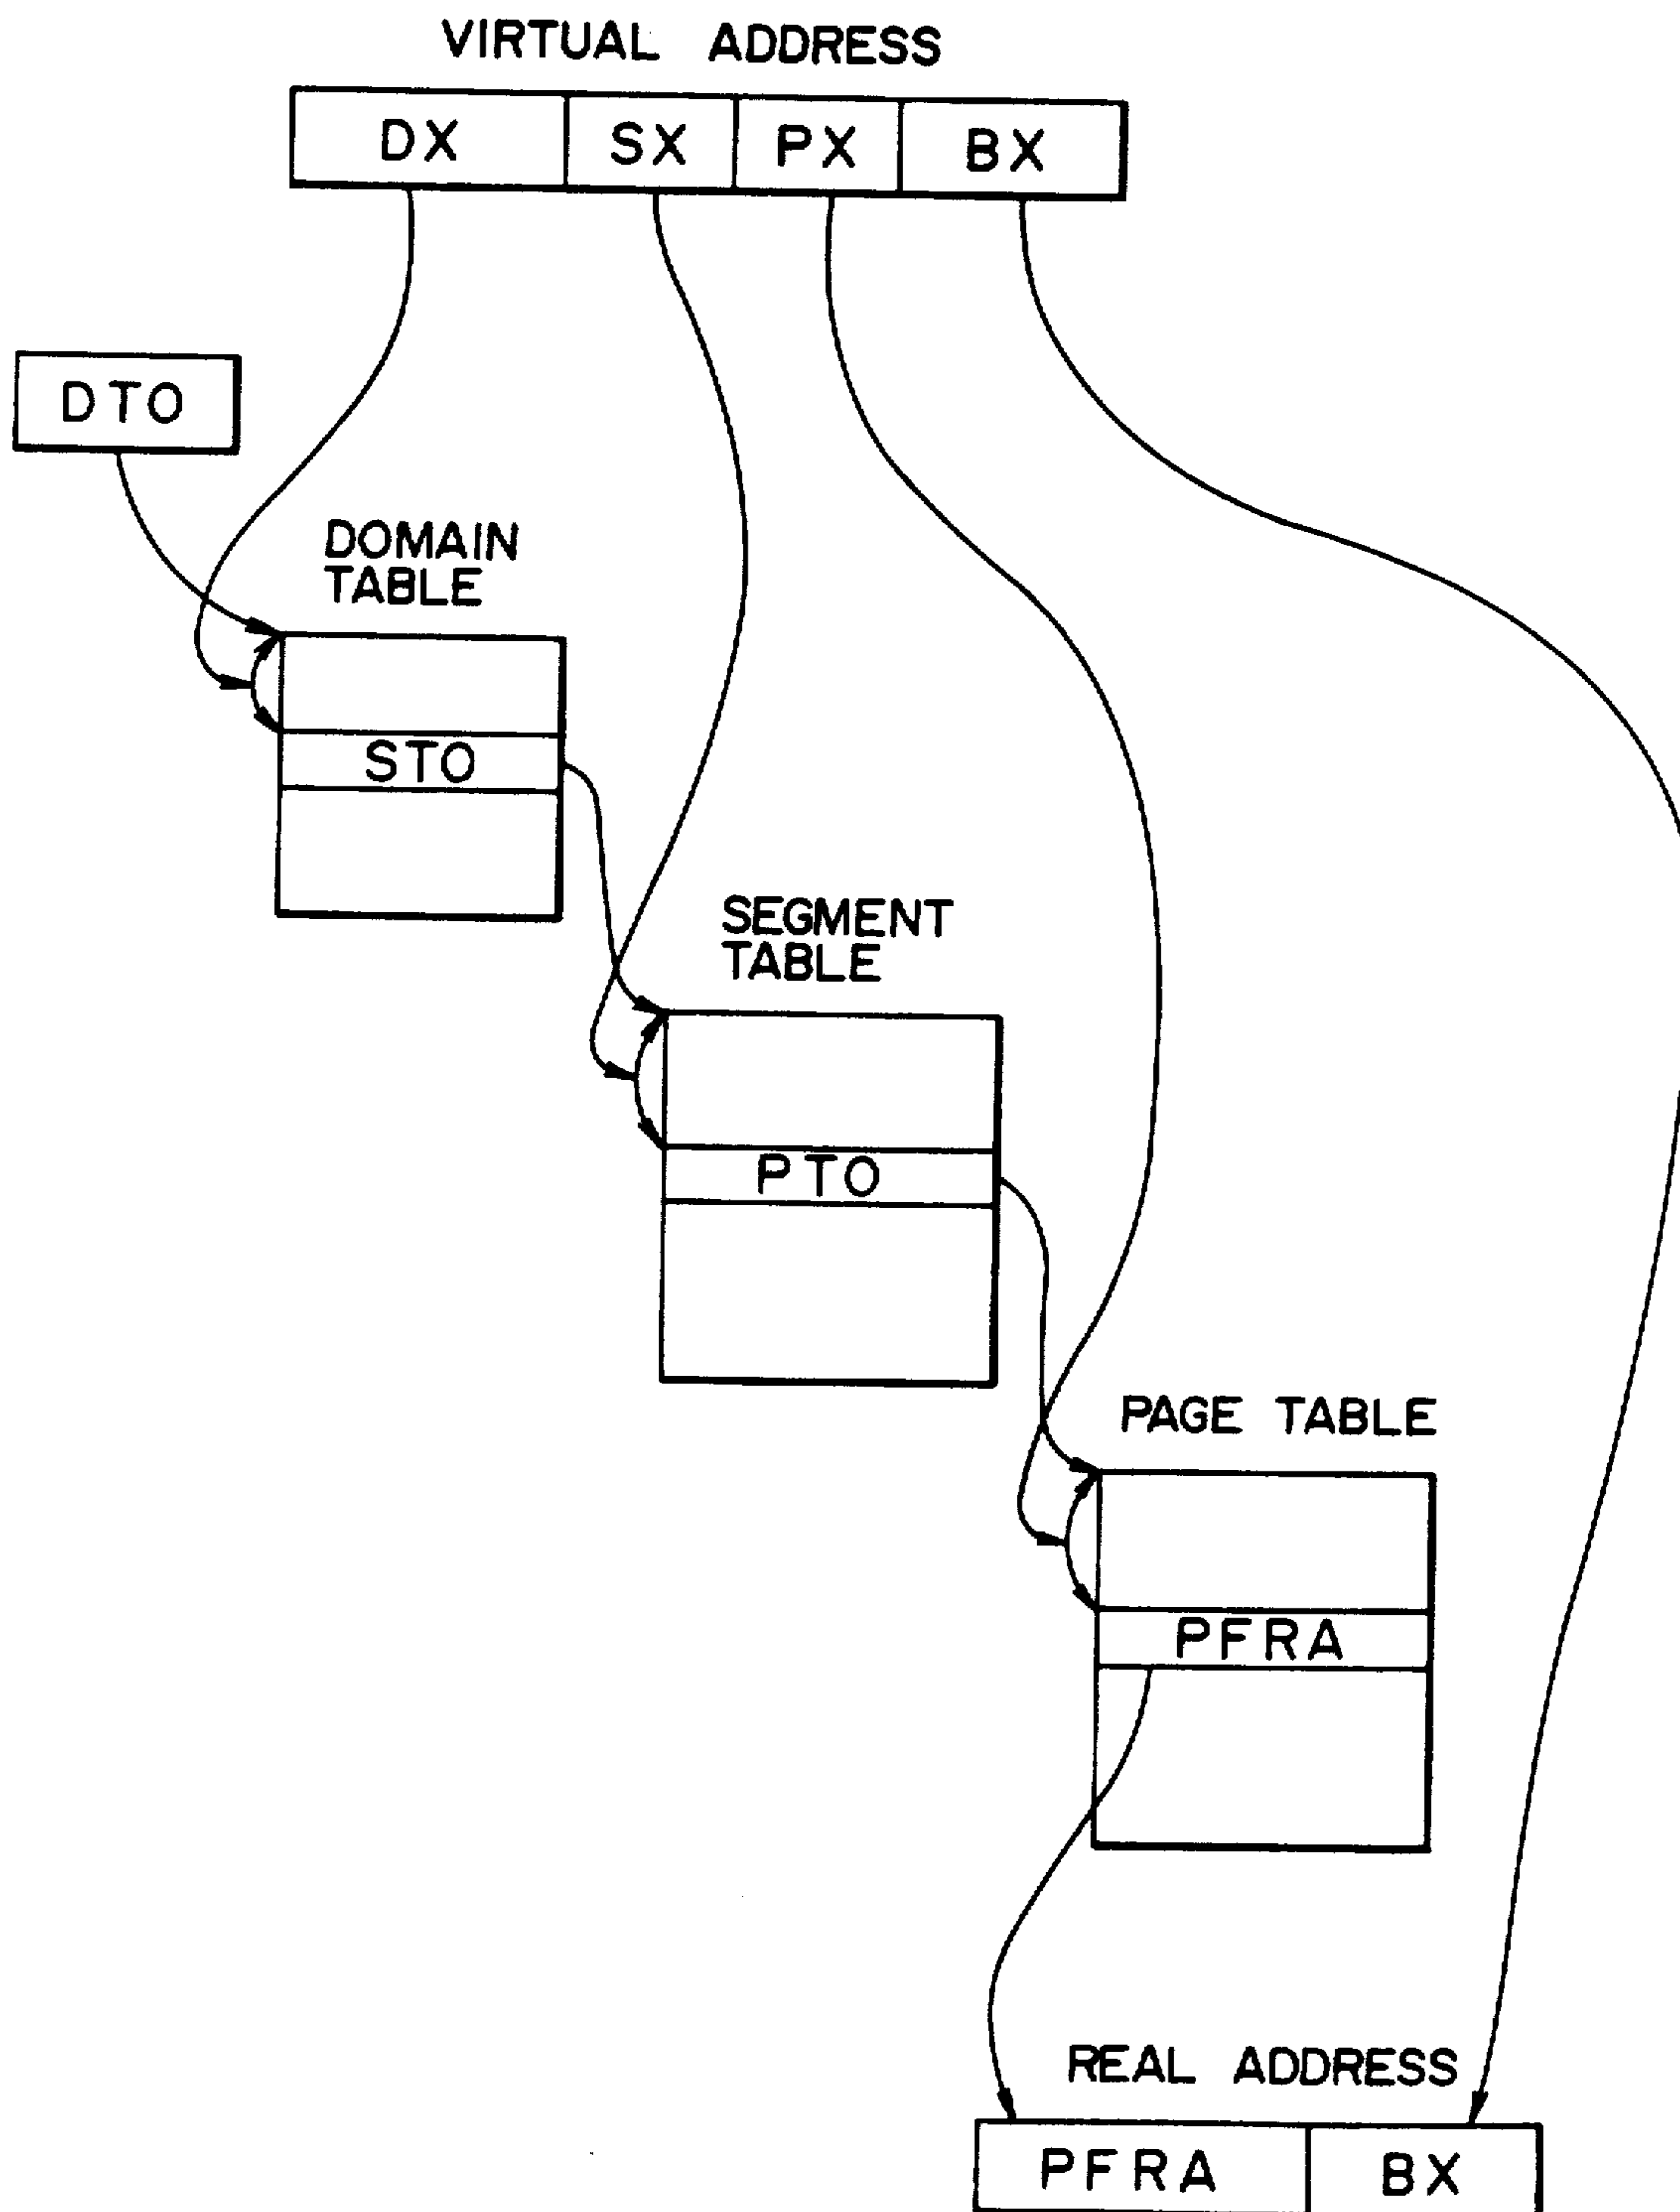 VIRTUAL ADDRESS
DX SX PX BX
DTO
DOMAIN
TABLE
STO
SEGMENT
TABLE
PTO
PAGE TABLE
PFRA
REAL ADDRESS
PFRA BX